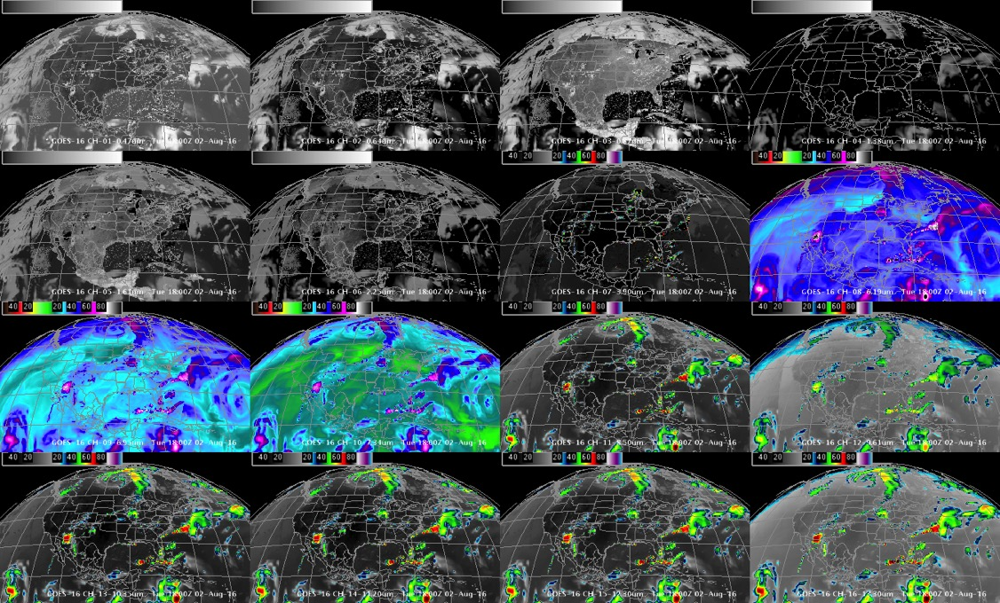 GOES-16 CH-01-0.47um Tue 18:00Z 02-Aug-16
GOES-16 CH-02-0.64um Tue 18:00Z 02-Aug-16
GOES-16 CH-03-0.87um Tue 18:00Z 02-Aug-16
GOES-16 CH-04-1.38um Tue 18:00Z 02-Aug-16
40 20 20 40 60 80
40 20 20 40 60 80
GOES-16 CH-05-1.61um Tue 18:00Z 02-Aug-16
GOES-16 CH-06-2.25um Tue 18:00Z 02-Aug-16
GOES-16 CH-07-3.90um Tue 18:00Z 02-Aug-16
GOES-16 CH-08-6.19um Tue 18:00Z 02-Aug-16
40 20 20 40 60 80
40 20 20 40 60 80
40 20 20 40 60 80
40 20 20 40 60 80
GOES-16 CH-09-6.95um Tue 18:00Z 02-Aug-16
GOES-16 CH-10-7.34um Tue 18:00Z 02-Aug-16
GOES-16 CH-11-8.50um Tue 18:00Z 02-Aug-16
GOES-16 CH-12-9.61um Tue 18:00Z 02-Aug-16
40 20 20 40 60 80
40 20 20 40 60 80
40 20 20 40 60 80
40 20 20 40 60 80
GOES-16 CH-13-10.35um Tue 18:00Z 02-Aug-16
GOES-16 CH-14-11.20um Tue 18:00Z 02-Aug-16
GOES-16 CH-15-12.30um Tue 18:00Z 02-Aug-16
GOES-16 CH-16-13.30um Tue 18:00Z 02-Aug-16